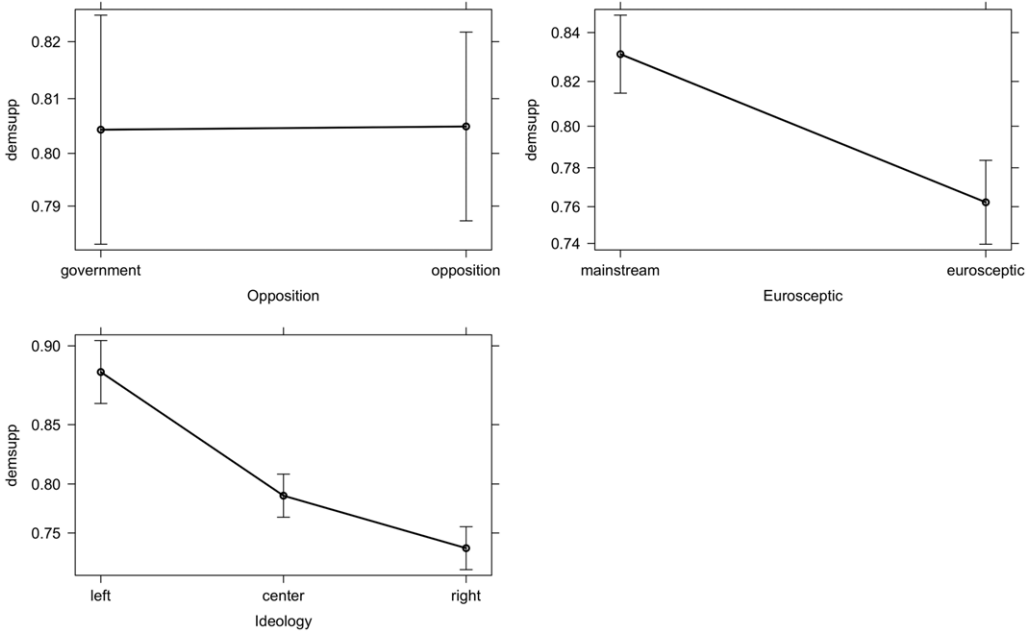 demsupp
0.82
0.81
0.80
0.79
government opposition
Opposition
demsupp
0.84
0.82
0.80
0.78
0.76
0.74
mainstream eurosceptic
Eurosceptic
demsupp
0.90
0.85
0.80
0.75
left center right
Ideology